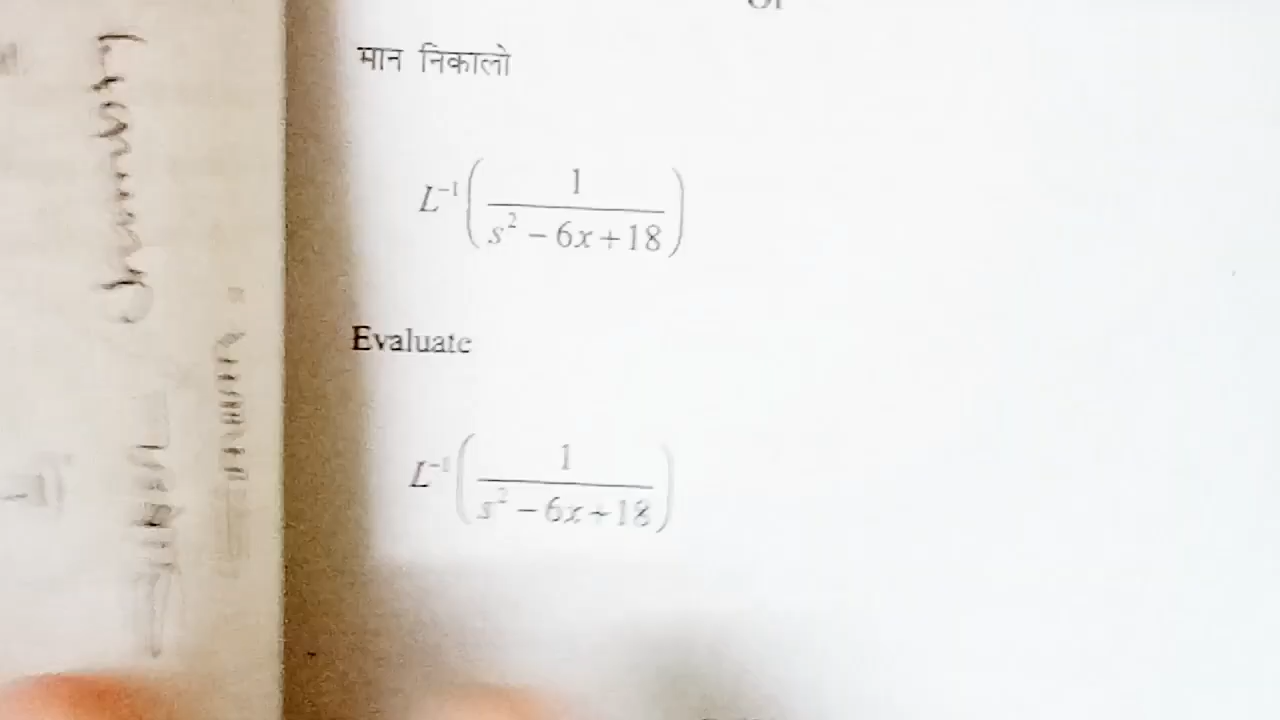 मान निकालो
L⁻¹(1/(s² − 6x + 18))
Evaluate
L⁻¹(1/(s² − 6x + 18))